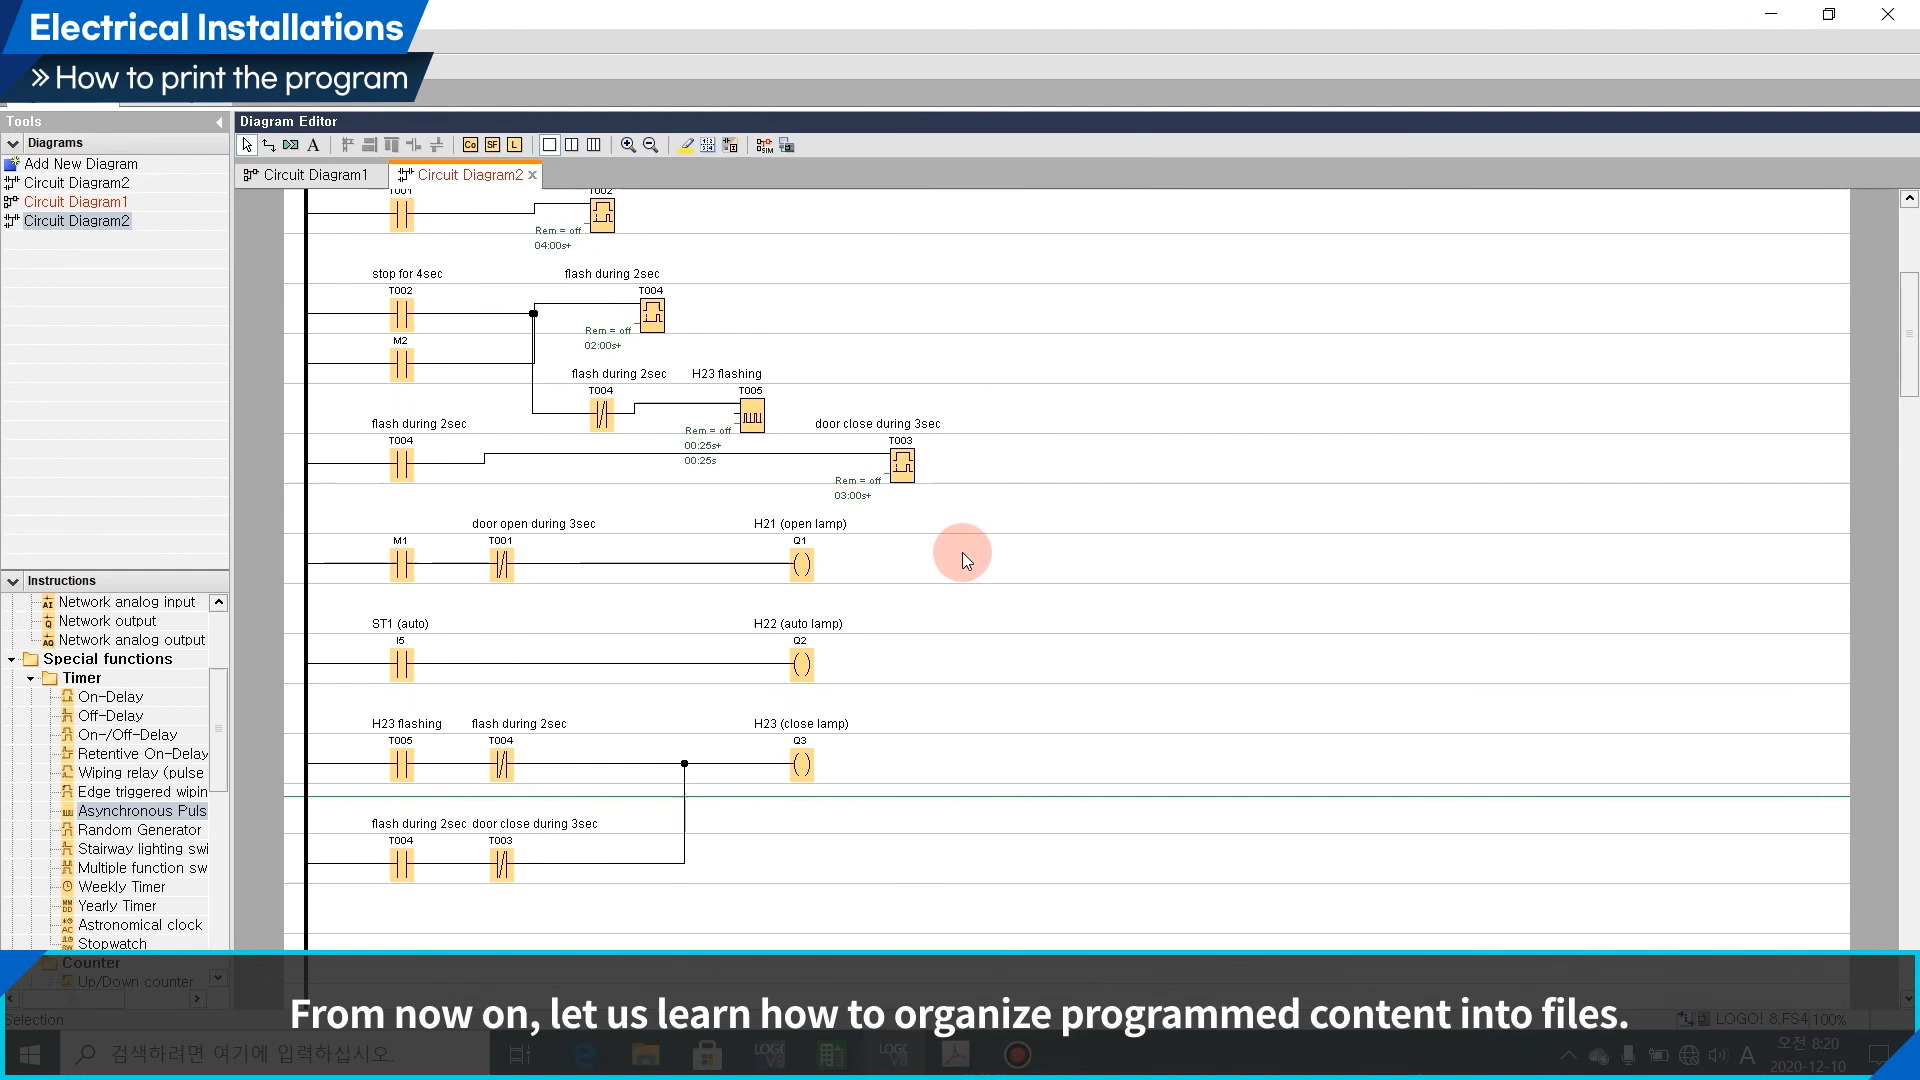 Electrical Installations
» How to print the program
Tools
Diagram Editor
Diagrams
A
Co SF L
Add New Diagram
Circuit Diagram2
Circuit Diagram1
Circuit Diagram2
Circuit Diagram1
Circuit Diagram2
T001
T002
Rem = off
04:00s+
stop for 4sec
flash during 2sec
T002
T004
Rem = off
02:00s+
M2
flash during 2sec
H23 flashing
T004
T005
Rem = off
00:25s+
00:25s
flash during 2sec
door close during 3sec
T004
T003
Rem = off
03:00s+
door open during 3sec
H21 (open lamp)
M1
T001
Q1
ST1 (auto)
H22 (auto lamp)
I5
Q2
H23 flashing
flash during 2sec
H23 (close lamp)
T005
T004
Q3
flash during 2sec
door close during 3sec
T004
T003
Instructions
Network analog input
Network output
Network analog output
Special functions
Timer
On-Delay
Off-Delay
On-/Off-Delay
Retentive On-Delay
Wiping relay (pulse
Edge triggered wipin
Asynchronous Puls
Random Generator
Stairway lighting swi
Multiple function sw
Weekly Timer
Yearly Timer
Astronomical clock
Stopwatch
Counter
Up/Down counter
From now on, let us learn how to organize programmed content into files.
Selection
LOGO! 8.FS4 100%
검색하려면 여기에 입력하십시오.
A
오전 8:20
2020-12-10